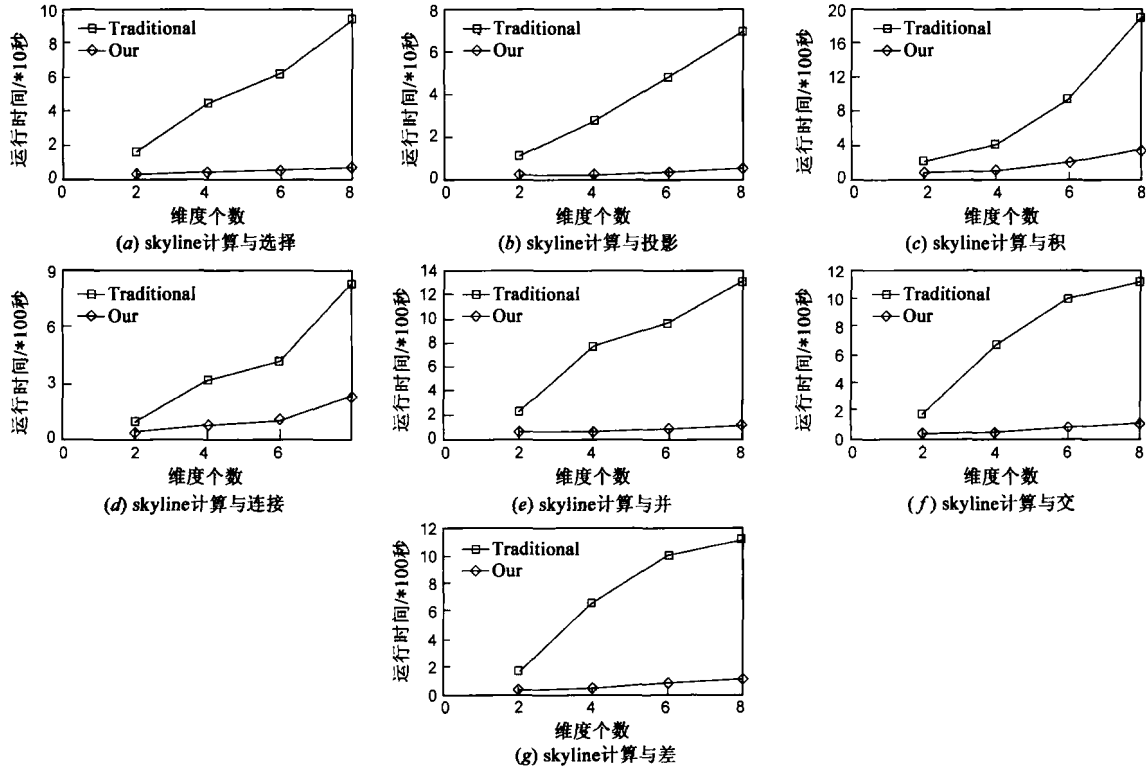 10
8
6
4
2
0
运行时间/*10秒
Traditional
Our
0 2 4 6 8
维度个数
(a) skyline计算与选择
8
6
4
2
0
运行时间/*10秒
Traditional
Our
0 2 4 6 8
维度个数
(b) skyline计算与投影
20
16
12
8
4
0
运行时间/*100秒
Traditional
Our
0 2 4 6 8
维度个数
(c) skyline计算与积
9
6
3
0
运行时间/*100秒
Traditional
Our
0 2 4 6 8
维度个数
(d) skyline计算与连接
14
12
10
8
6
4
2
0
运行时间/*100秒
Traditional
Our
0 2 4 6 8
维度个数
(e) skyline计算与并
12
10
8
6
4
2
0
运行时间/*100秒
Traditional
Our
0 2 4 6 8
维度个数
(f) skyline计算与交
12
10
8
6
4
2
0
运行时间/*100秒
Traditional
Our
0 2 4 6 8
维度个数
(g) skyline计算与差